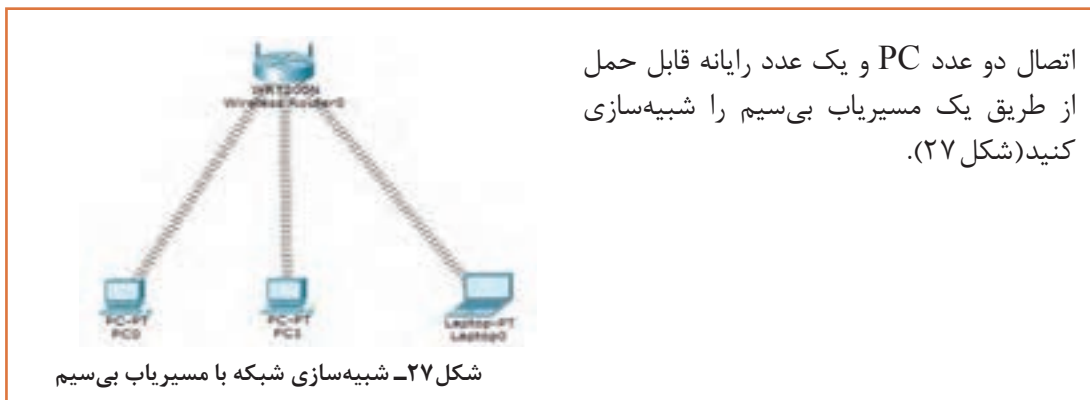 اتصال دو عدد PC و یک عدد رایانه قابل حمل
از طریق یک مسیریاب بی‌سیم را شبیه‌سازی
کنید(شکل ۲۷).
Wireless Router0
PC-PT
PC0
PC-PT
PC1
Laptop-PT
Laptop0
شکل۲۷ــ شبیه‌سازی شبکه با مسیریاب بی‌سیم